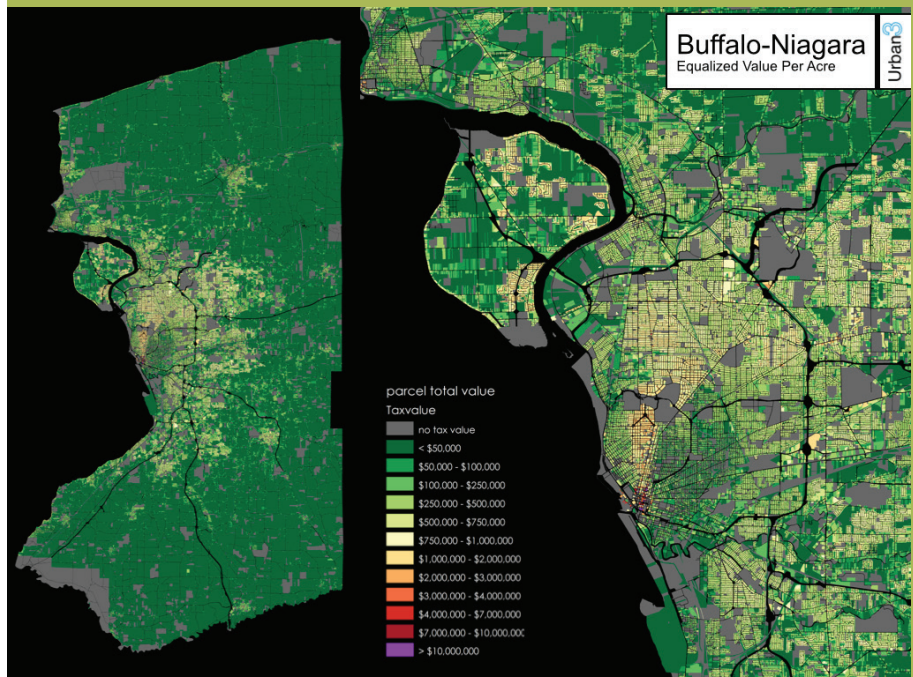 Buffalo-Niagara
Equalized Value Per Acre
Urban3
parcel total value
Taxvalue
no tax value
< $50,000
$50,000 - $100,000
$100,000 - $250,000
$250,000 - $500,000
$500,000 - $750,000
$750,000 - $1,000,000
$1,000,000 - $2,000,000
$2,000,000 - $3,000,000
$3,000,000 - $4,000,000
$4,000,000 - $7,000,000
$7,000,000 - $10,000,000
> $10,000,000